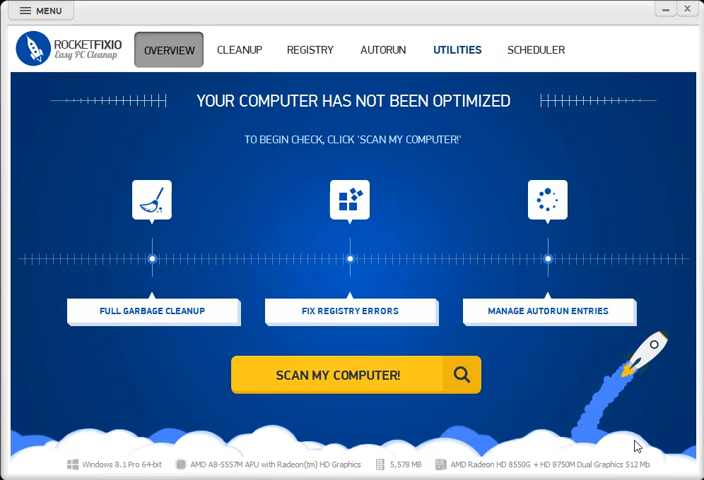 MENU
ROCKETFIXIO
Easy PC Cleanup
OVERVIEW
CLEANUP
REGISTRY
AUTORUN
UTILITIES
SCHEDULER
YOUR COMPUTER HAS NOT BEEN OPTIMIZED
TO BEGIN CHECK, CLICK 'SCAN MY COMPUTER!'
FULL GARBAGE CLEANUP
FIX REGISTRY ERRORS
MANAGE AUTORUN ENTRIES
SCAN MY COMPUTER!
Windows 8.1 Pro 64-bit
AMD A8-5557M APU with Radeon(tm) HD Graphics
5,578 MB
AMD Radeon HD 8550G + HD 8750M Dual Graphics 512 Mb